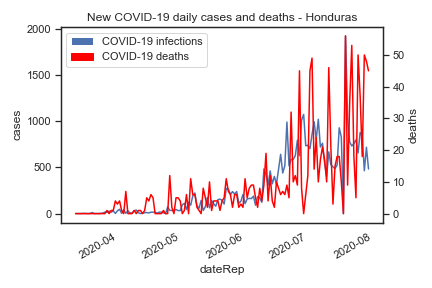 New COVID-19 daily cases and deaths - Honduras
COVID-19 infections
COVID-19 deaths
2000
1500
1000
500
0
cases
50
40
30
20
10
0
deaths
2020-04
2020-05
2020-06
2020-07
2020-08
dateRep